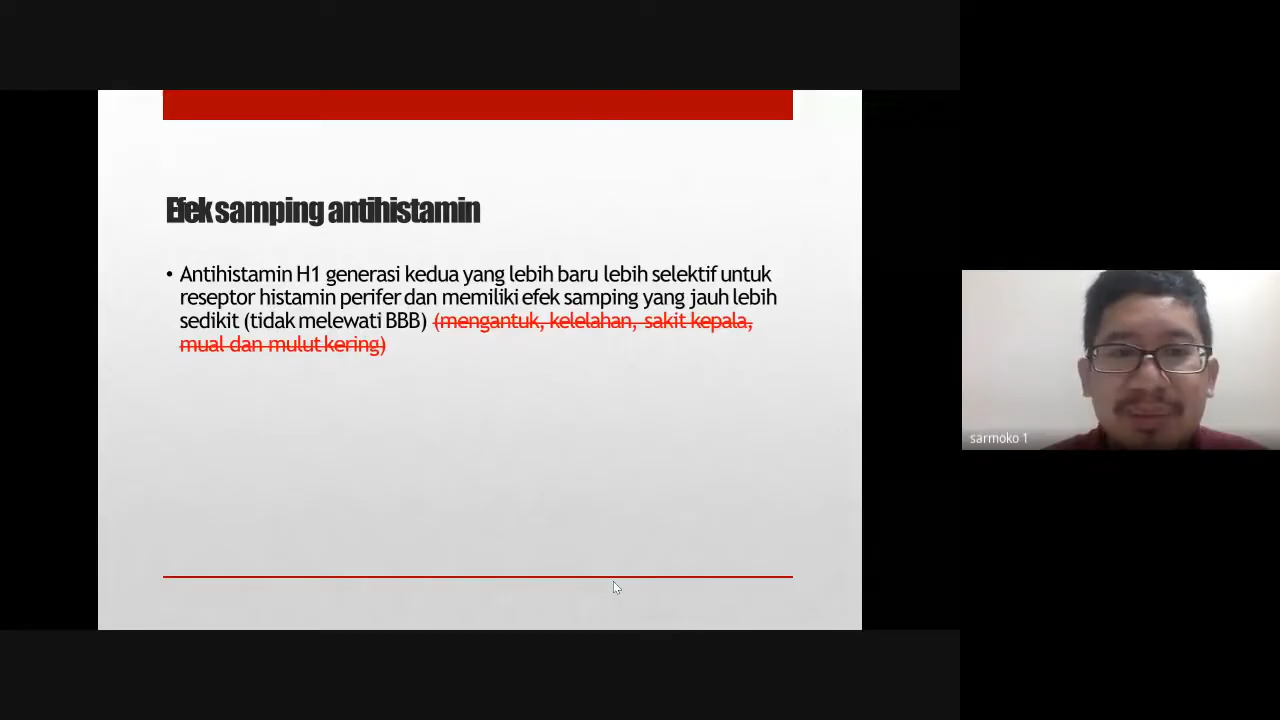 Efek samping antihistamin
• Antihistamin H1 generasi kedua yang lebih baru lebih selektif untuk
reseptor histamin perifer dan memiliki efek samping yang jauh lebih
sedikit (tidak melewati BBB) (mengantuk, kelelahan, sakit kepala,
mual dan mulut kering)
sarmoko 1